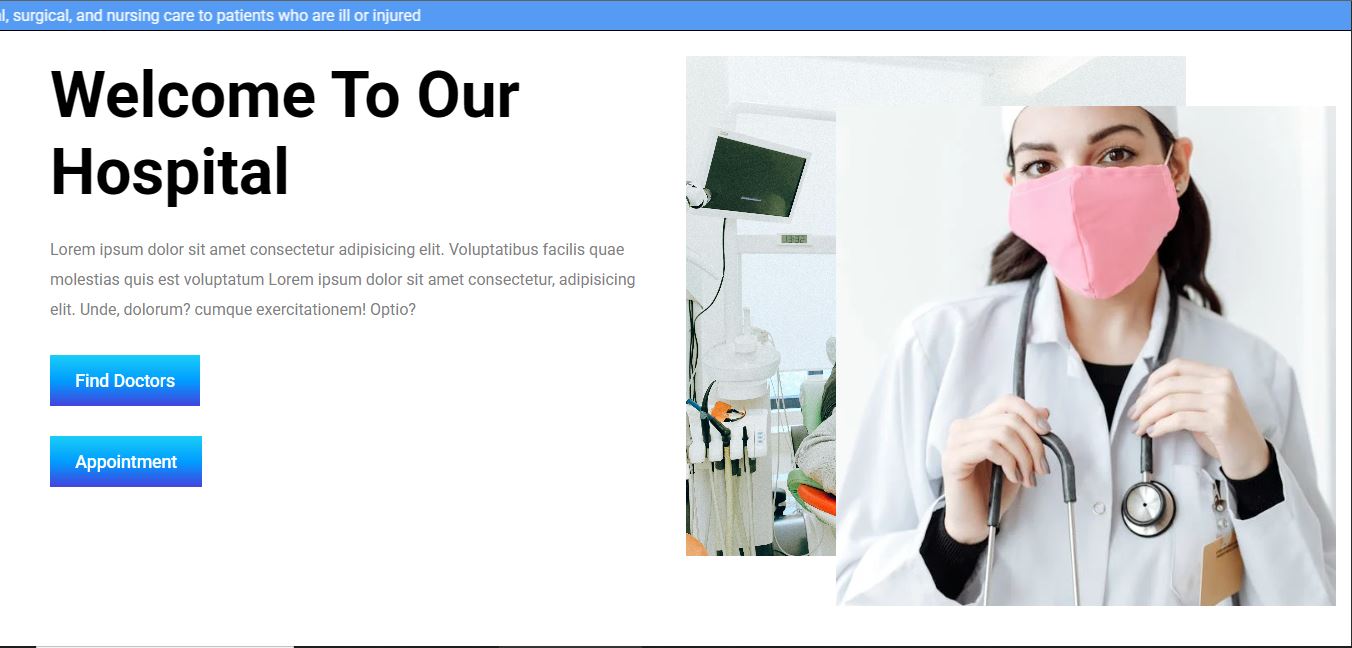 surgical, and nursing care to patients who are ill or injured
Welcome To Our
Hospital
Lorem ipsum dolor sit amet consectetur adipisicing elit. Voluptatibus facilis quae
molestias quis est voluptatum Lorem ipsum dolor sit amet consectetur, adipisicing
elit. Unde, dolorum? cumque exercitationem! Optio?
Find Doctors
Appointment